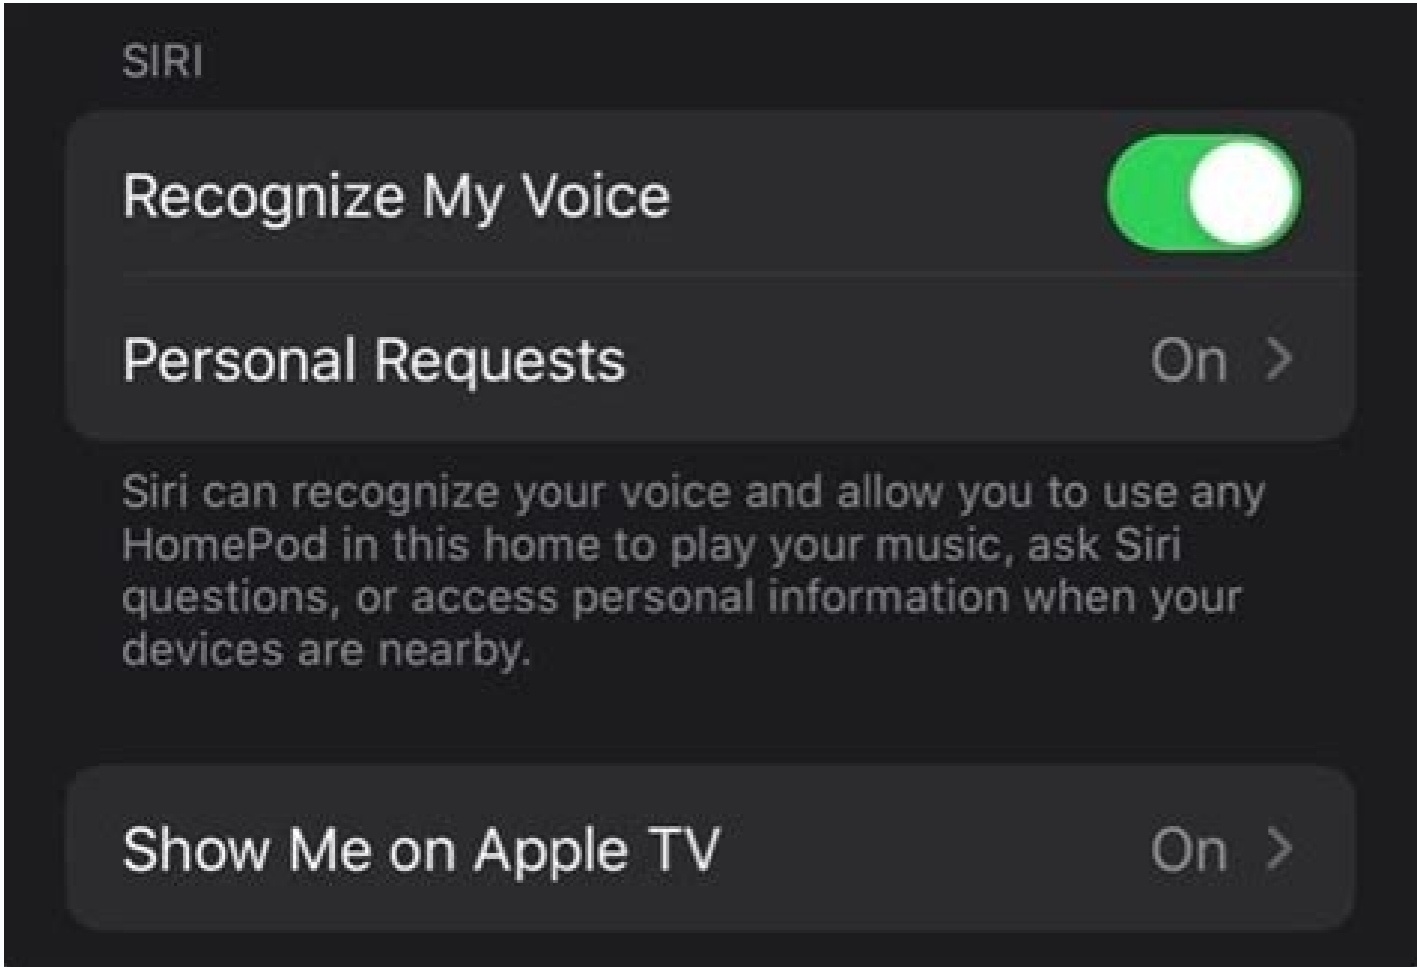 SIRI
Recognize My Voice
Personal Requests On
Siri can recognize your voice and allow you to use any
HomePod in this home to play your music, ask Siri
questions, or access personal information when your
devices are nearby.
Show Me on Apple TV On